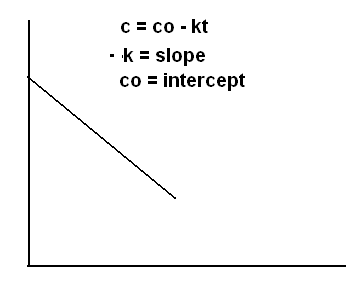 c = co - kt
- k = slope
co = intercept